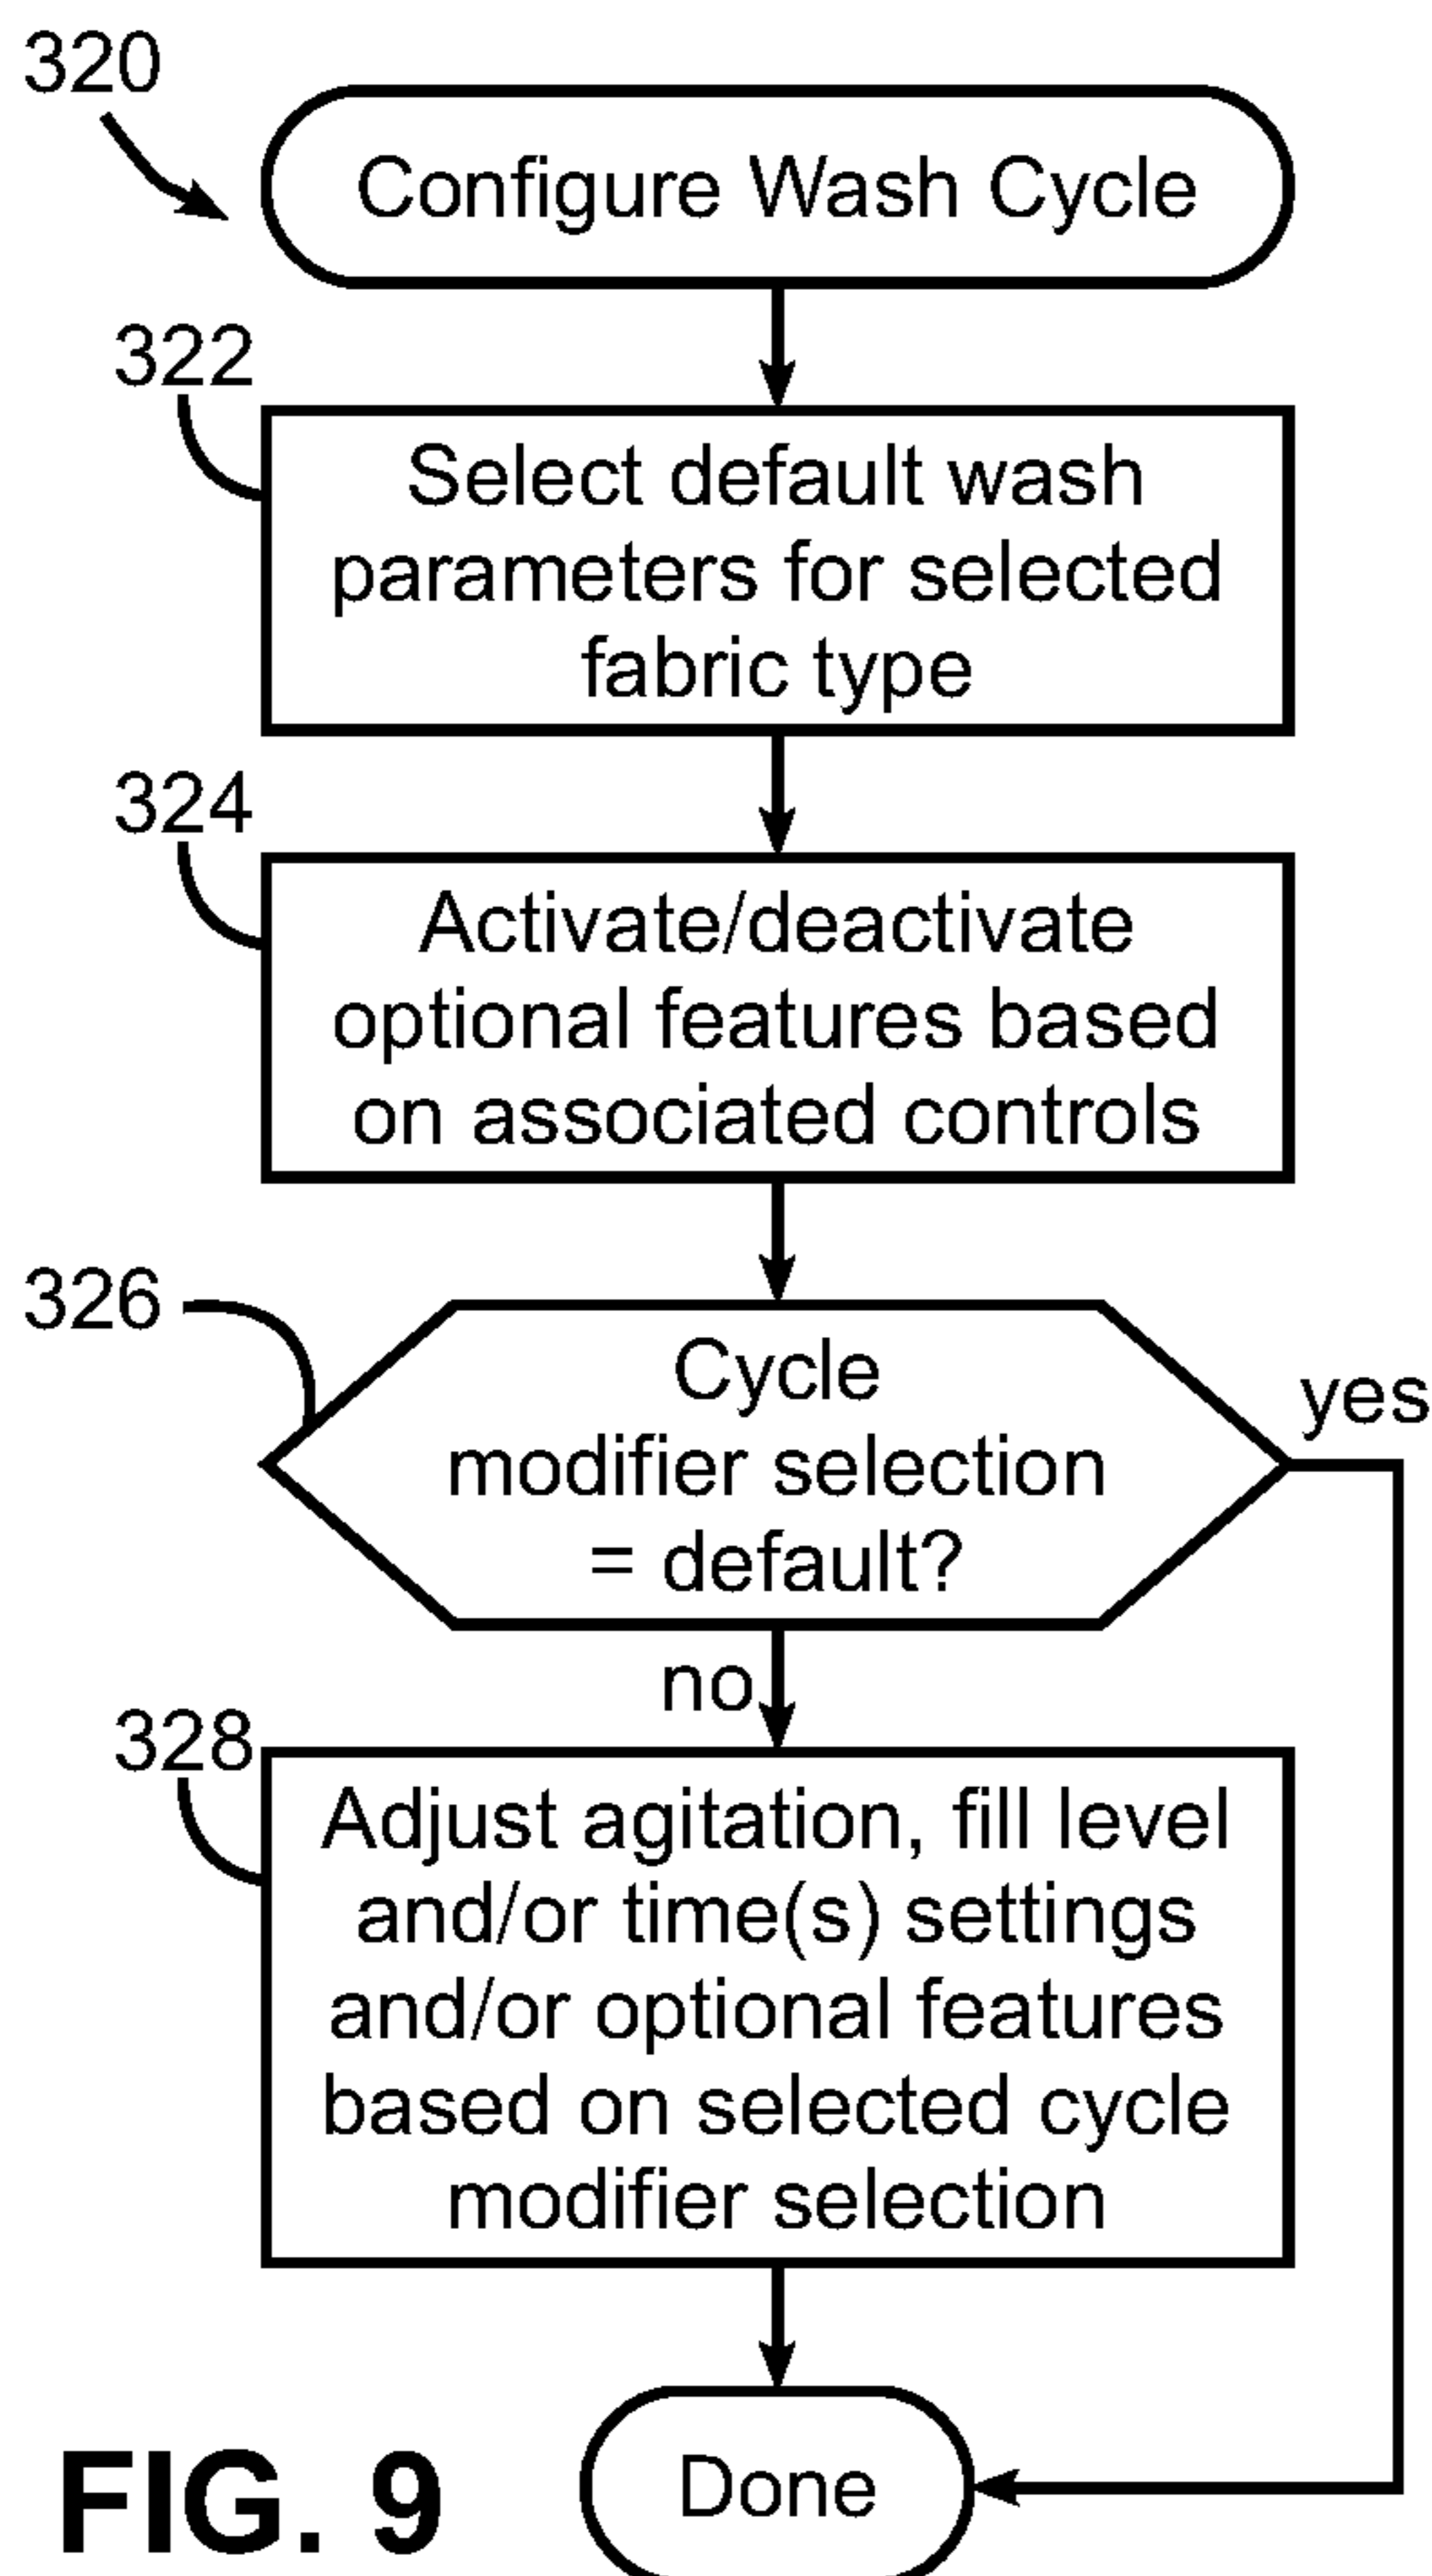 320
Configure Wash Cycle
322
Select default wash
parameters for selected
fabric type
324
Activate/deactivate
optional features based
on associated controls
326
Cycle
modifier selection
= default?
yes
no
328
Adjust agitation, fill level
and/or time(s) settings
and/or optional features
based on selected cycle
modifier selection
Done
FIG. 9